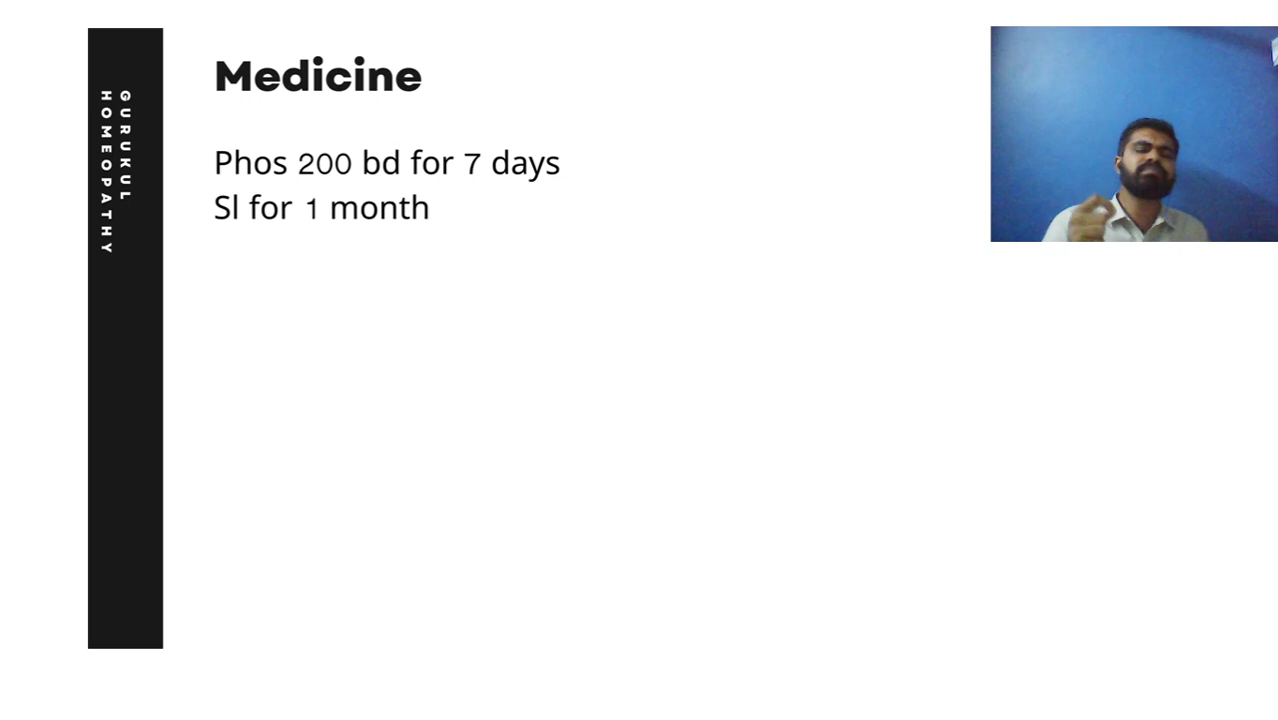 GURUKUL
HOMEOPATHY
Medicine
Phos 200 bd for 7 days
Sl for 1 month